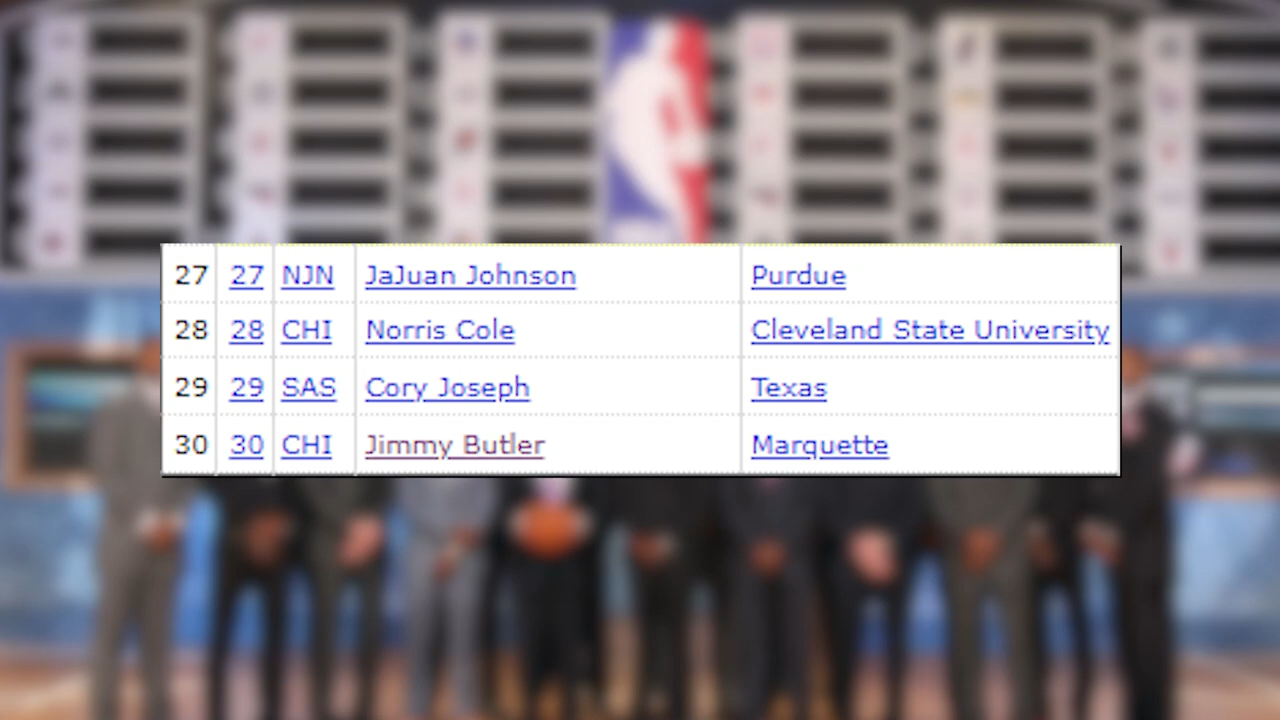 27 27 NJN JaJuan Johnson Purdue
28 28 CHI Norris Cole Cleveland State University
29 29 SAS Cory Joseph Texas
30 30 CHI Jimmy Butler Marquette